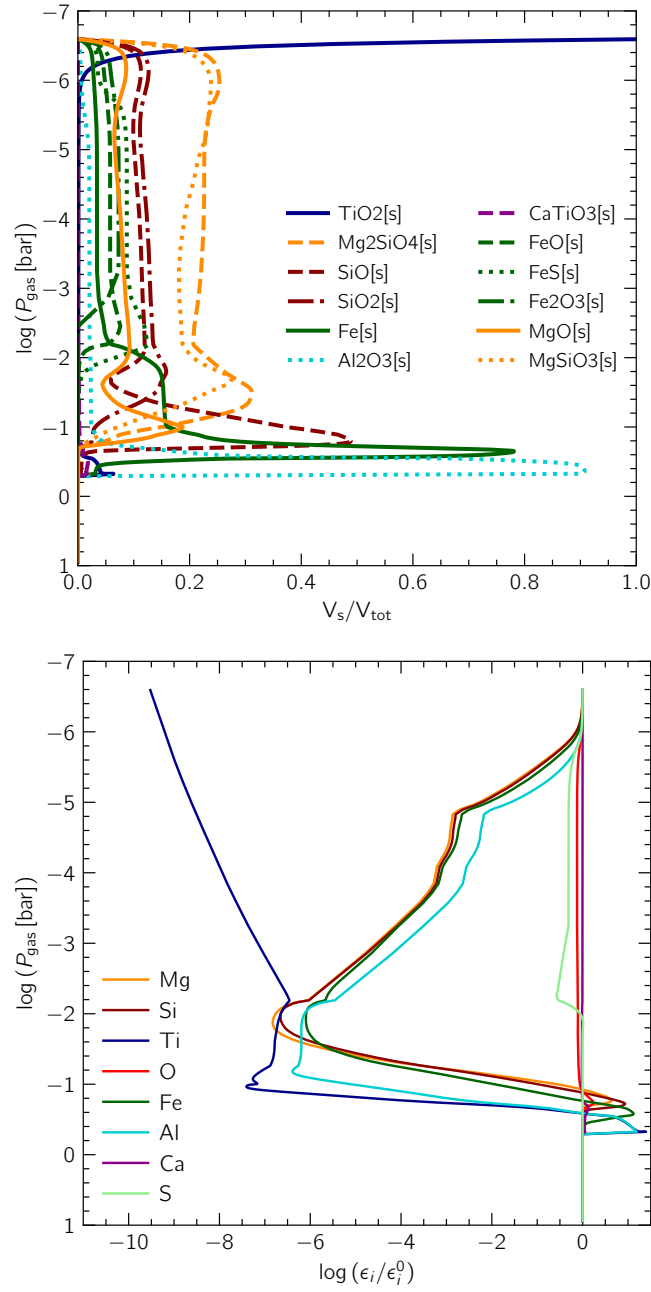 −7
−6
−5
−4
−3
−2
−1
0
1
log (P_gas [bar])
TiO2[s]
Mg2SiO4[s]
SiO[s]
SiO2[s]
Fe[s]
Al2O3[s]
CaTiO3[s]
FeO[s]
FeS[s]
Fe2O3[s]
MgO[s]
MgSiO3[s]
0.0 0.2 0.4 0.6 0.8 1.0
V_s/V_tot
−7
−6
−5
−4
−3
−2
−1
0
1
log (P_gas [bar])
Mg
Si
Ti
O
Fe
Al
Ca
S
−10 −8 −6 −4 −2 0
log (ϵ_i/ϵ_i^0)